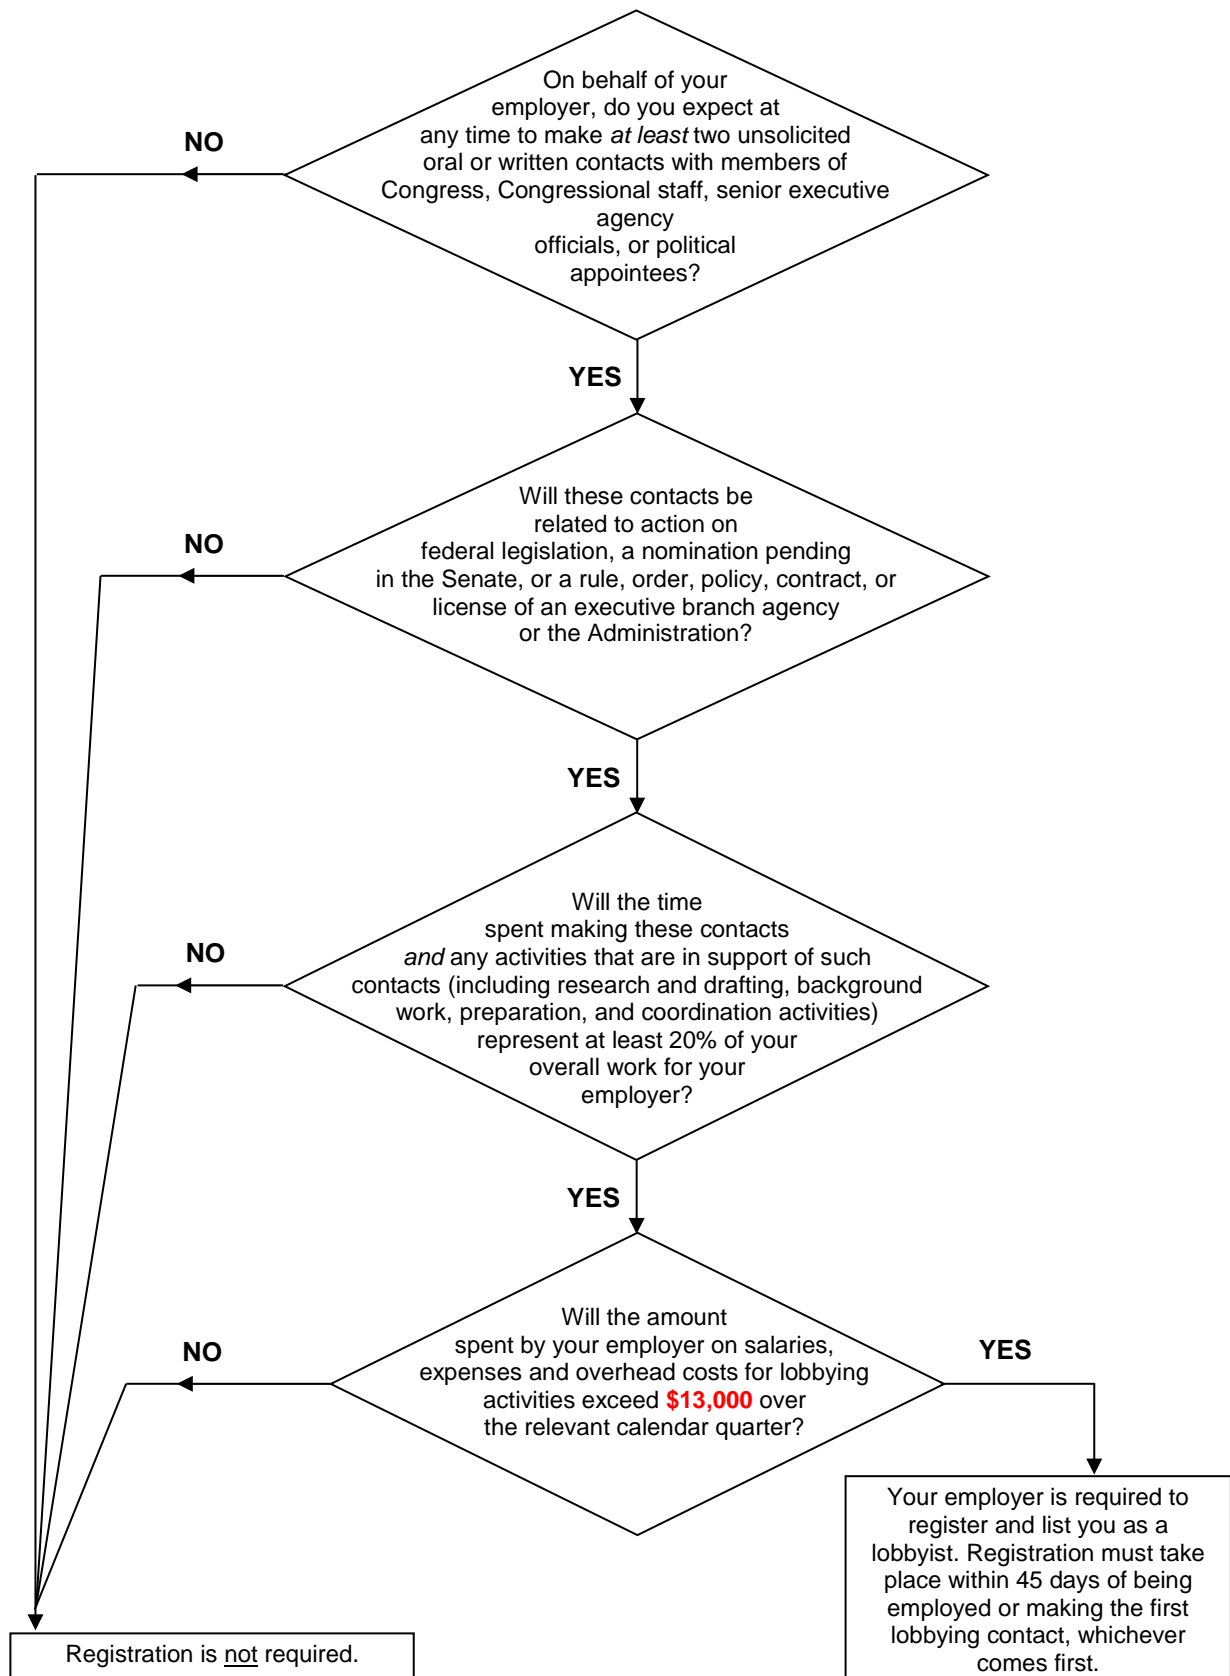 On behalf of your
employer, do you expect at
any time to make at least two unsolicited
oral or written contacts with members of
Congress, Congressional staff, senior executive
agency
officials, or political
appointees?
NO
YES
Will these contacts be
related to action on
federal legislation, a nomination pending
in the Senate, or a rule, order, policy, contract, or
license of an executive branch agency
or the Administration?
NO
YES
Will the time
spent making these contacts
and any activities that are in support of such
contacts (including research and drafting, background
work, preparation, and coordination activities)
represent at least 20% of your
overall work for your
employer?
NO
YES
Will the amount
spent by your employer on salaries,
expenses and overhead costs for lobbying
activities exceed $13,000 over
the relevant calendar quarter?
NO
YES
Your employer is required to
register and list you as a
lobbyist. Registration must take
place within 45 days of being
employed or making the first
lobbying contact, whichever
comes first.
Registration is not required.